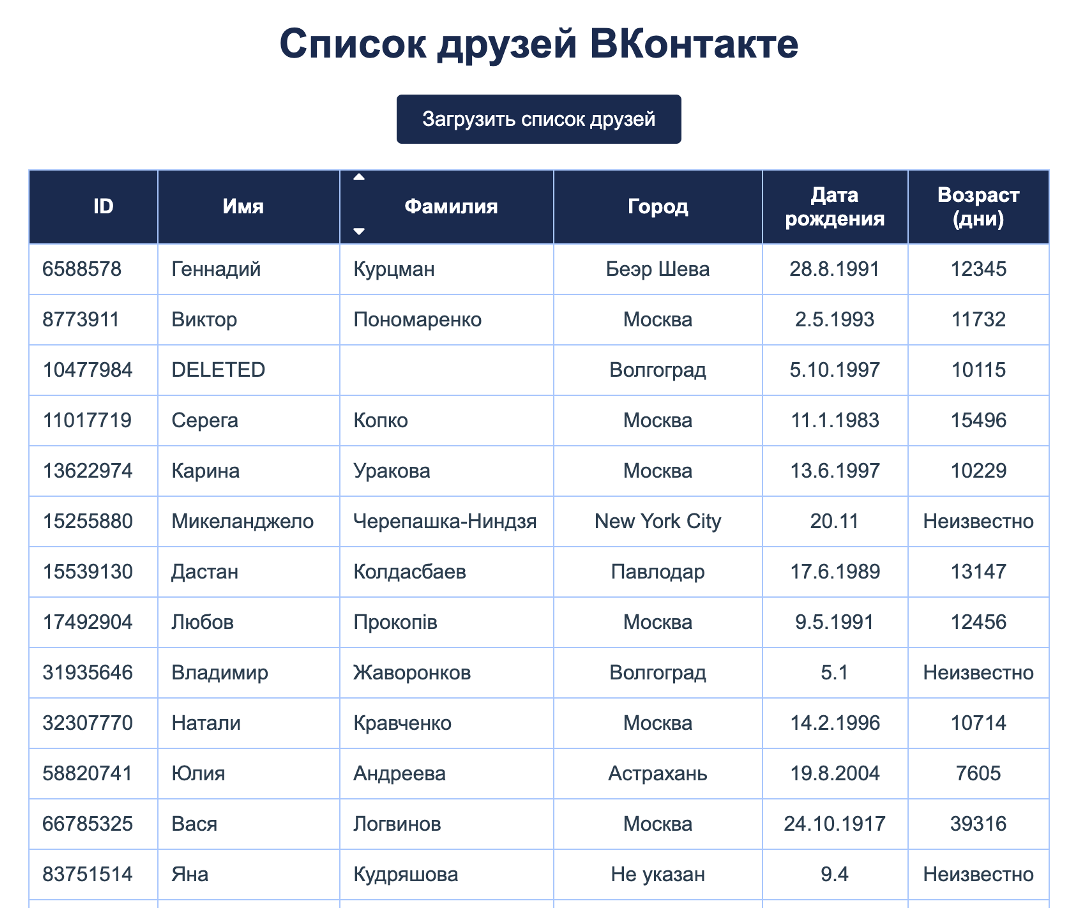 Список друзей ВКонтакте
Загрузить список друзей
ID Имя Фамилия Город Дата рождения Возраст (дни)
6588578 Геннадий Курцман Беэр Шева 28.8.1991 12345
8773911 Виктор Пономаренко Москва 2.5.1993 11732
10477984 DELETED Волгоград 5.10.1997 10115
11017719 Серега Копко Москва 11.1.1983 15496
13622974 Карина Уракова Москва 13.6.1997 10229
15255880 Микеланджело Черепашка-Ниндзя New York City 20.11 Неизвестно
15539130 Дастан Колдасбаев Павлодар 17.6.1989 13147
17492904 Любов Прокопів Москва 9.5.1991 12456
31935646 Владимир Жаворонков Волгоград 5.1 Неизвестно
32307770 Натали Кравченко Москва 14.2.1996 10714
58820741 Юлия Андреева Астрахань 19.8.2004 7605
66785325 Вася Логвинов Москва 24.10.1917 39316
83751514 Яна Кудряшова Не указан 9.4 Неизвестно